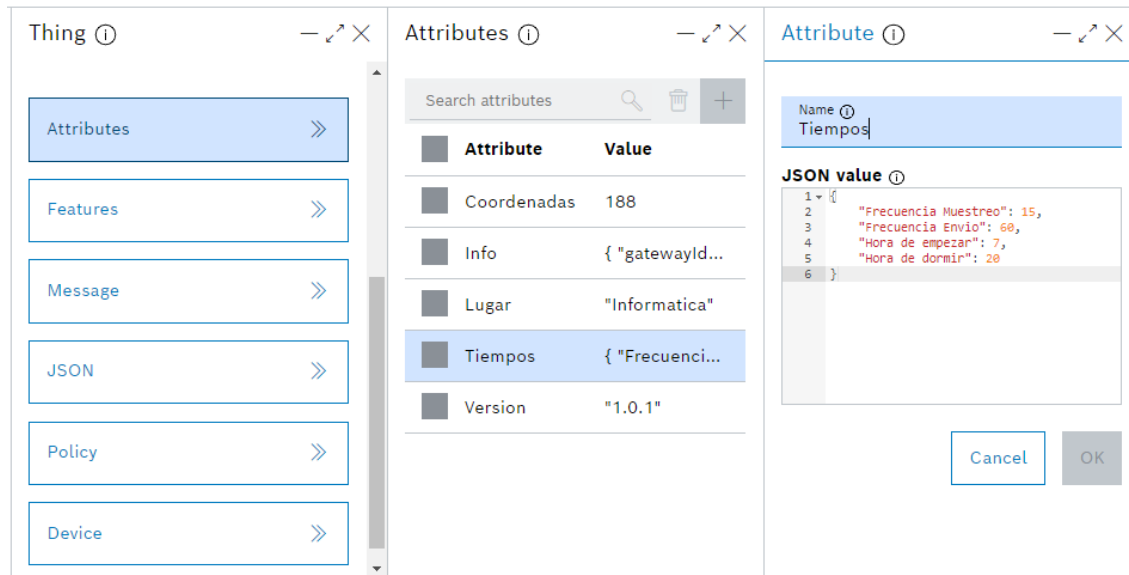 Thing
Attributes
Features
Message
JSON
Policy
Device
Attributes
Search attributes
Attribute Value
Coordenadas 188
Info { "gatewayId...
Lugar "Informatica"
Tiempos { "Frecuenci...
Version "1.0.1"
Attribute
Name
Tiempos
JSON value
1 {
2 "Frecuencia Muestreo": 15,
3 "Frecuencia Envio": 60,
4 "Hora de empezar": 7,
5 "Hora de dormir": 20
6 }
Cancel OK